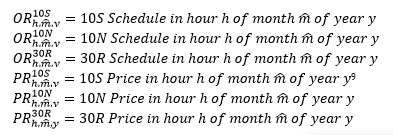 OR^{10S}_{h,m̂,y} = 10S Schedule in hour h of month m̂ of year y
OR^{10N}_{h,m̂,y} = 10N Schedule in hour h of month m̂ of year y
OR^{30R}_{h,m̂,y} = 30R Schedule in hour h of month m̂ of year y
PR^{10S}_{h,m̂,y} = 10S Price in hour h of month m̂ of year y⁹
PR^{10N}_{h,m̂,y} = 10N Price in hour h of month m̂ of year y
PR^{30R}_{h,m̂,y} = 30R Price in hour h of month m̂ of year y